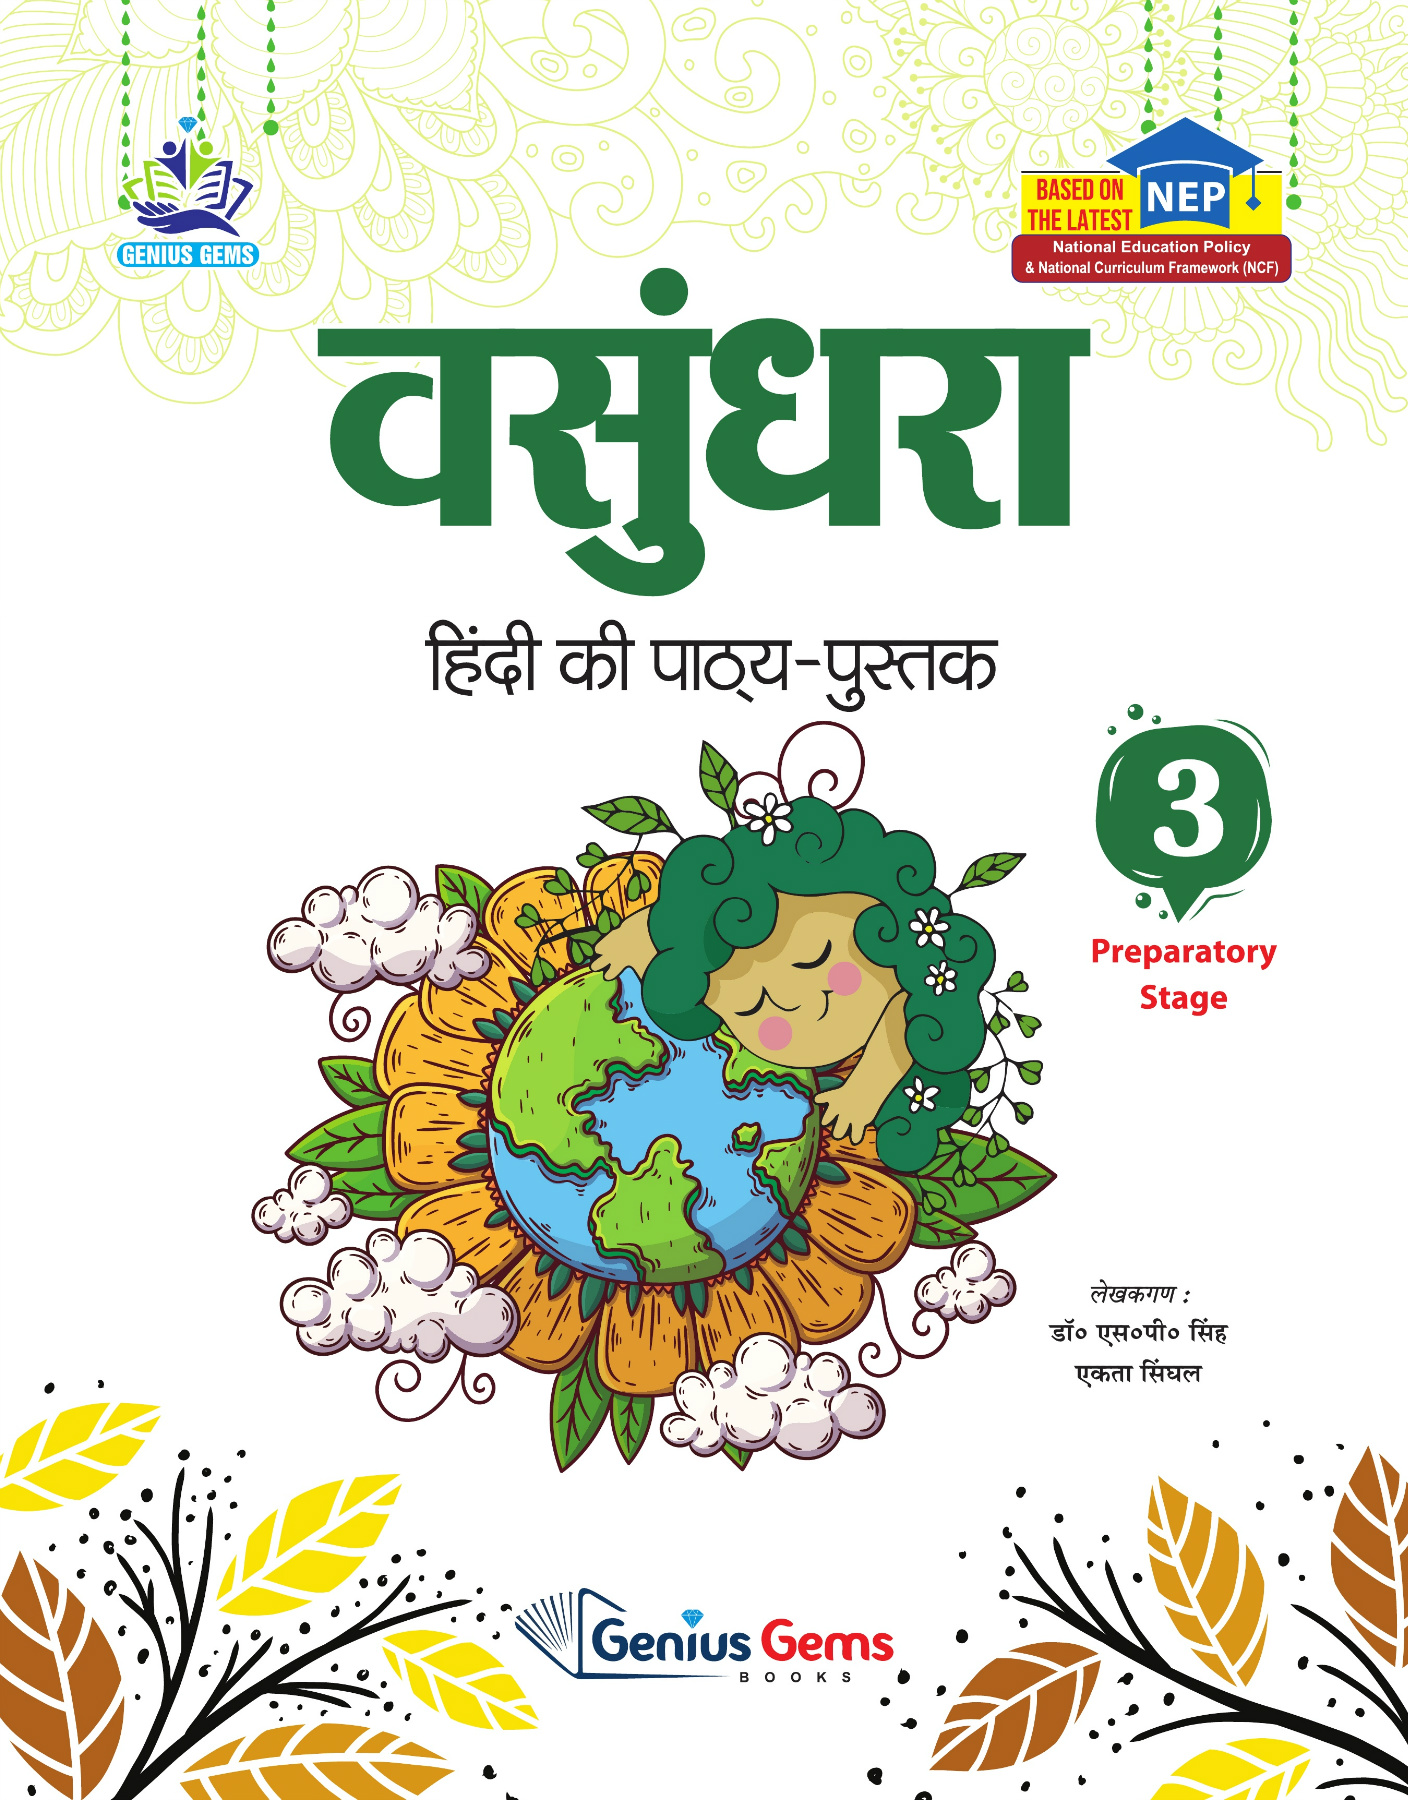 GENIUS GEMS
BASED ON
THE LATEST
NEP
National Education Policy
& National Curriculum Framework (NCF)
वसुंधरा
हिंदी की पाठ्य-पुस्तक
3
Preparatory
Stage
लेखकगण :
डॉ० एस०पी० सिंह
एकता सिंघल
Genius Gems
BOOKS